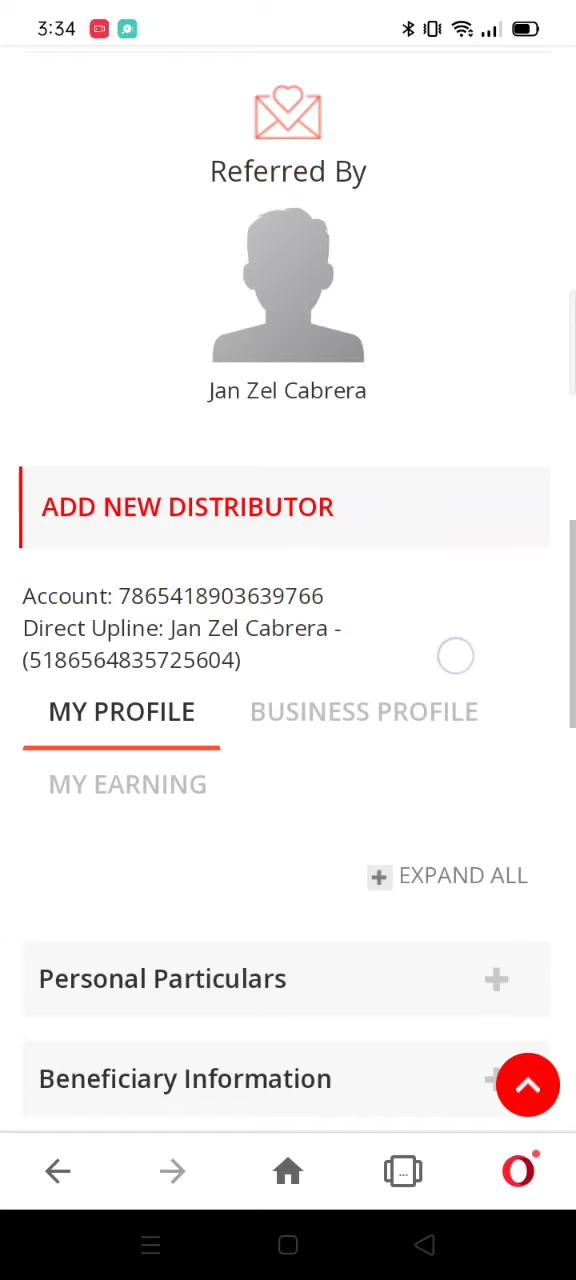 3:34
Referred By
Jan Zel Cabrera
ADD NEW DISTRIBUTOR
Account: 7865418903639766
Direct Upline: Jan Zel Cabrera -
(5186564835725604)
MY PROFILE BUSINESS PROFILE
MY EARNING
EXPAND ALL
Personal Particulars
Beneficiary Information